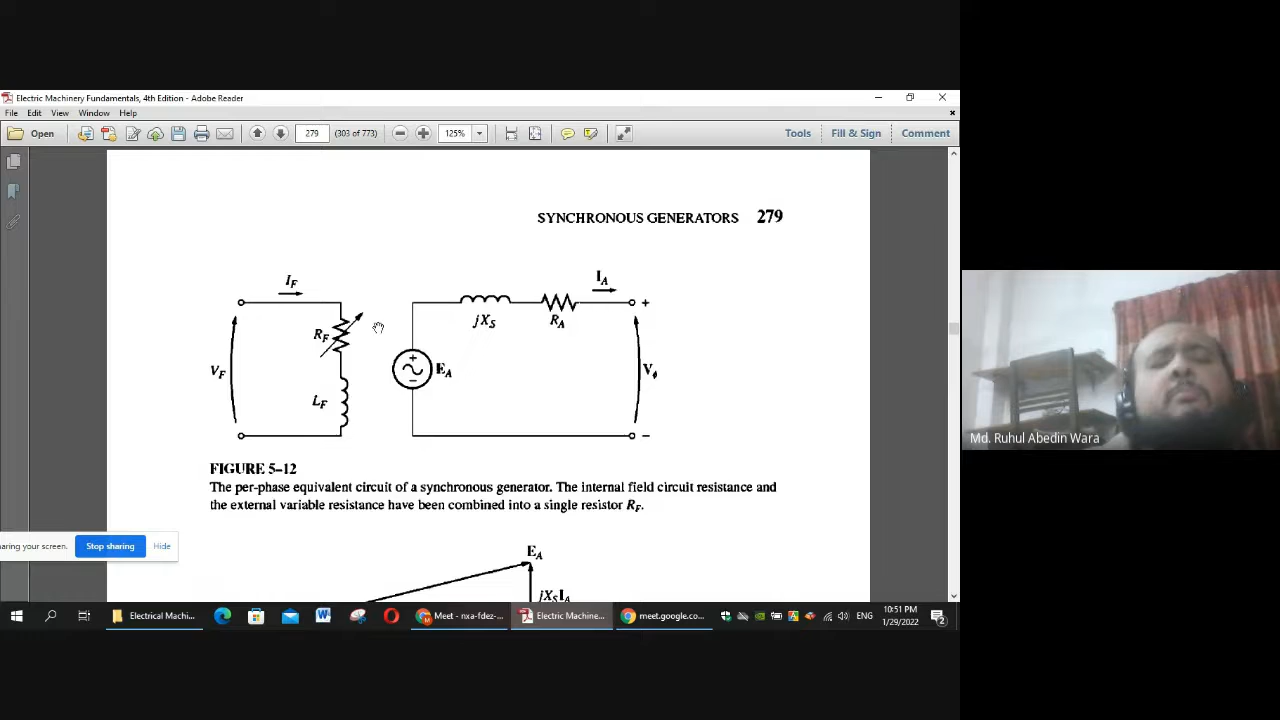 Electric Machinery Fundamentals, 4th Edition - Adobe Reader
File Edit View Window Help
Open 279 (303 of 773) 125% Tools Fill & Sign Comment
SYNCHRONOUS GENERATORS 279
I_F
I_A
+
R_F
jX_S
R_A
V_F
+
−
E_A
V_ϕ
L_F
−
FIGURE 5–12
The per-phase equivalent circuit of a synchronous generator. The internal field circuit resistance and
the external variable resistance have been combined into a single resistor R_F.
Md. Ruhul Abedin Wara
aring your screen. Stop sharing Hide
E_A
jX_SI_A
Electrical Machi... Meet - nxa-fdez-... Electric Machine... meet.google.co... ENG
10:51 PM
1/29/2022
2